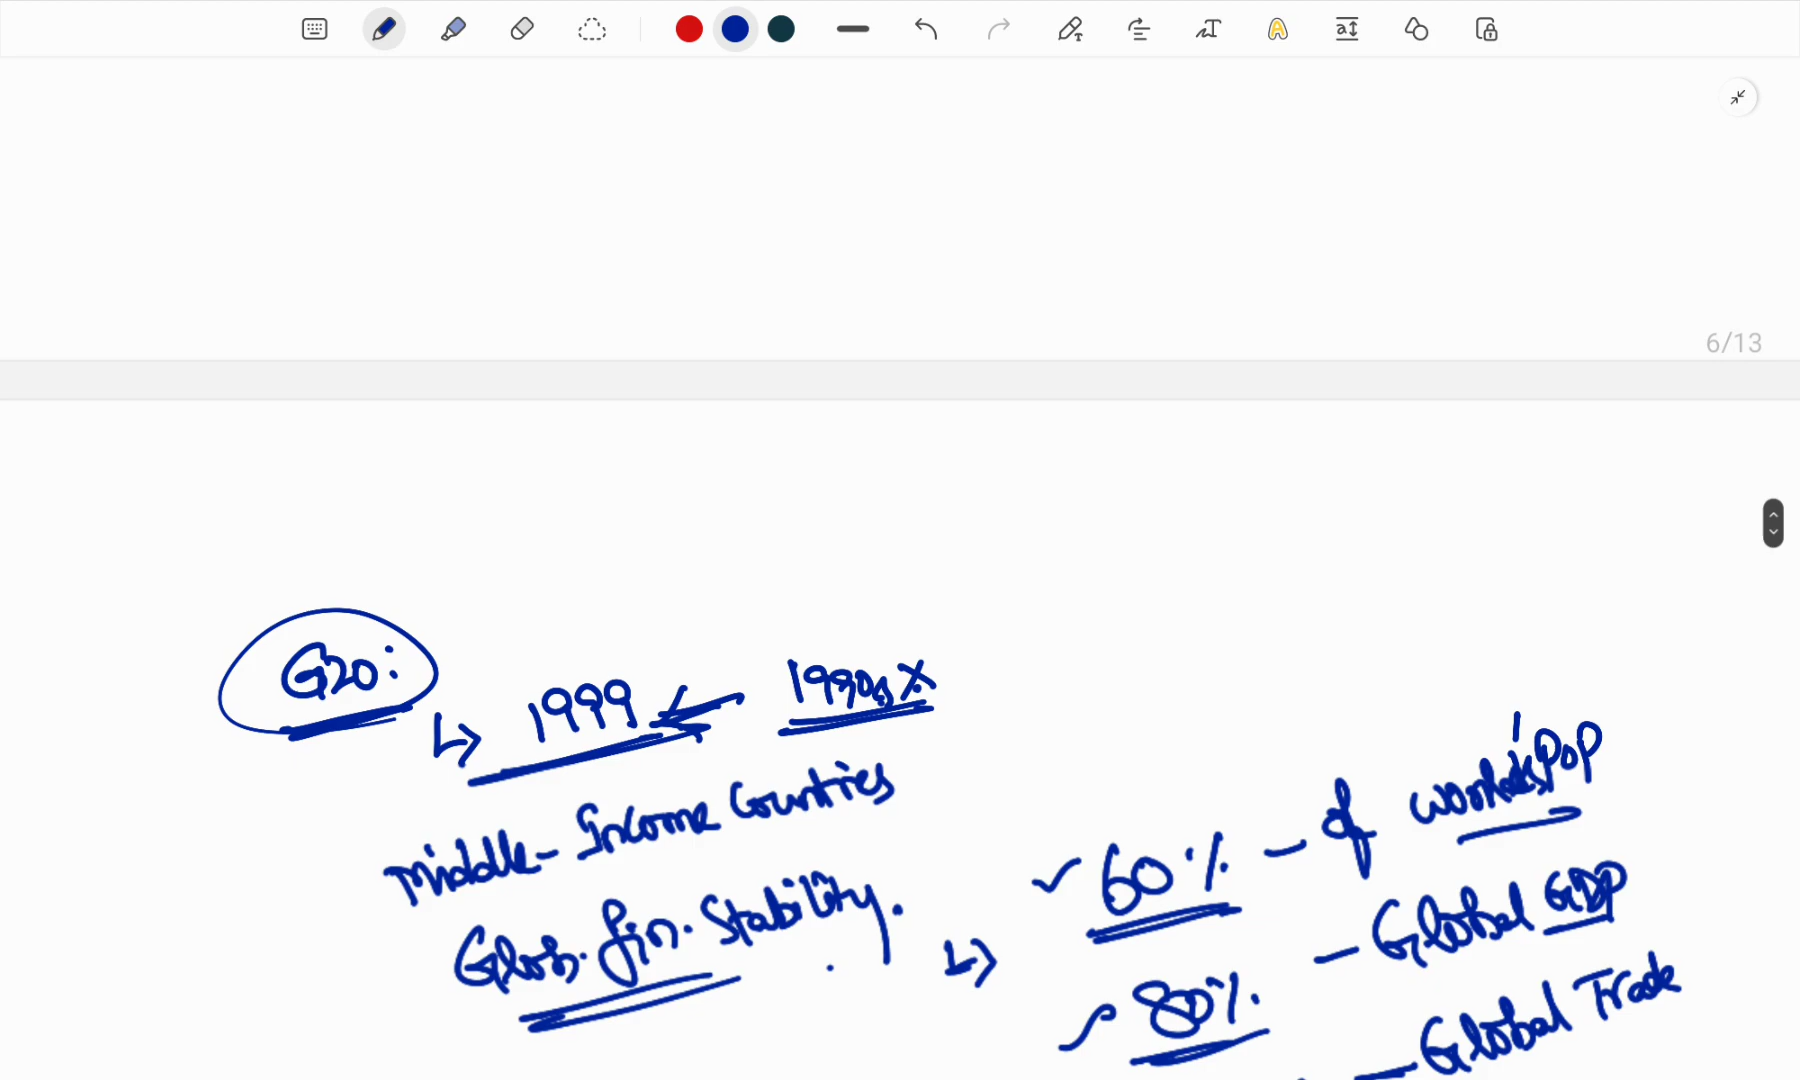 6/13
G20:
1999
1990s X
Middle-Income Countries
Glob. fin. Stability.
60% - of world's POP
80% - Global GDP
- Global Trade